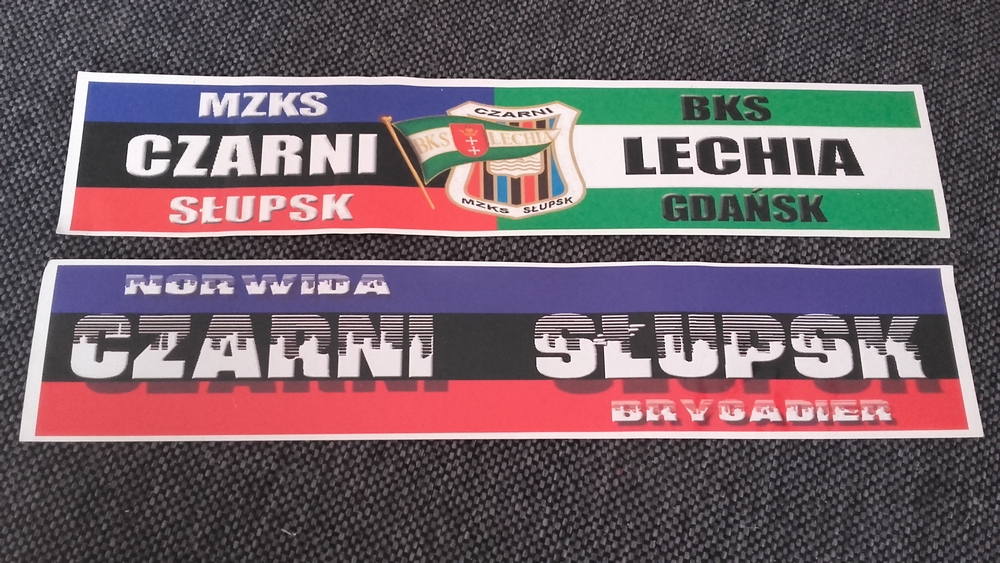 MZKS
CZARNI
SŁUPSK
CZARNI
BKS LECHIA
MZKS SŁUPSK
BKS
LECHIA
GDAŃSK
NORWIDA
CZARNI SŁUPSK
BRYGADIER